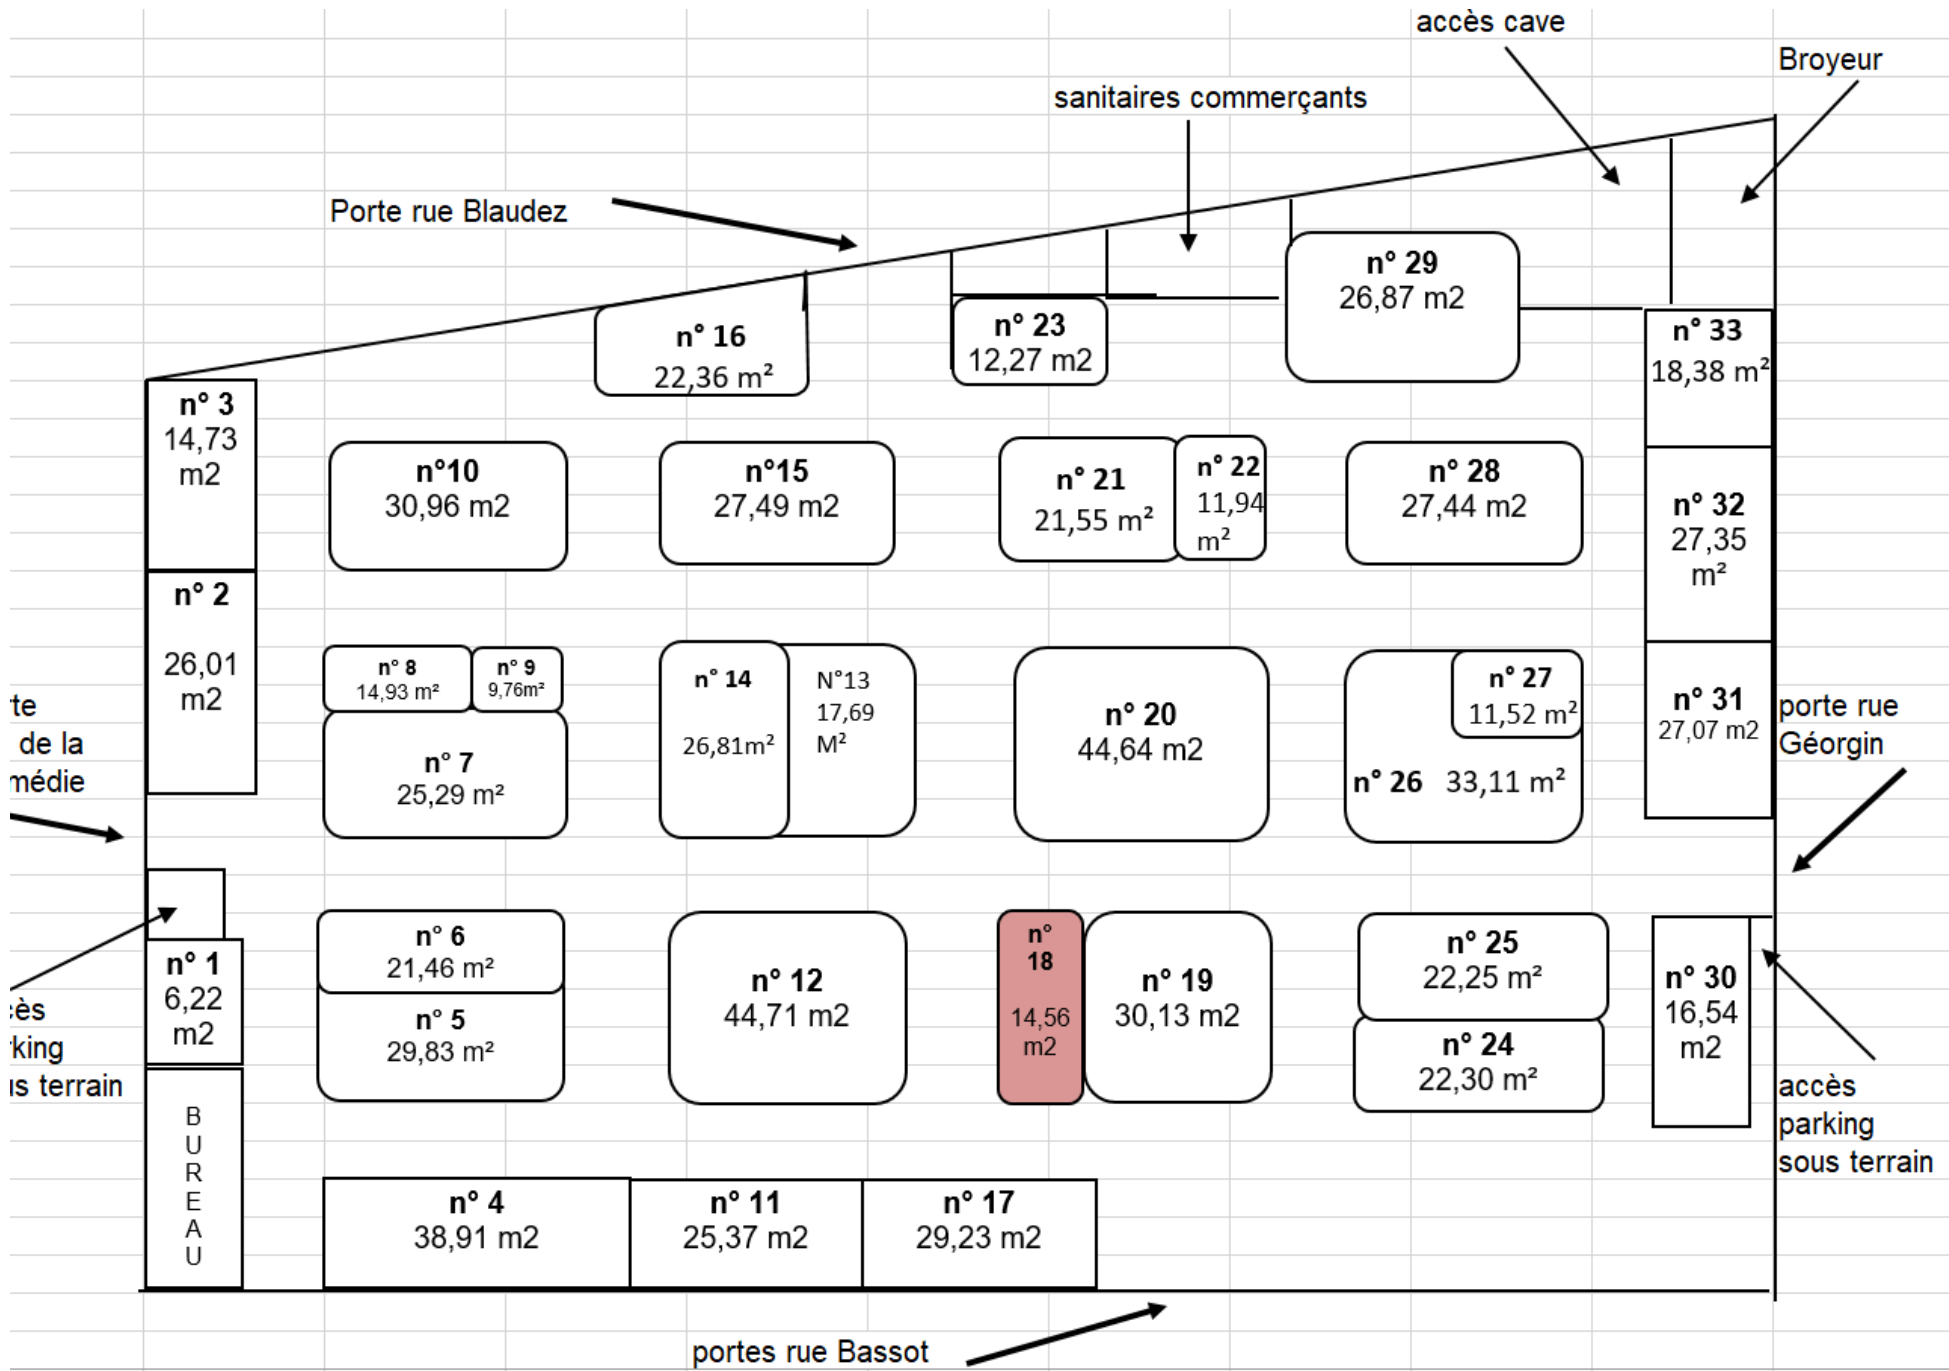 accès cave
Broyeur
sanitaires commerçants
Porte rue Blaudez
n° 29
26,87 m2
n° 16
22,36 m²
n° 23
12,27 m2
n° 33
18,38 m²
n° 3
14,73
m2
n°10
30,96 m2
n°15
27,49 m2
n° 21
21,55 m²
n° 22
11,94
m²
n° 28
27,44 m2
n° 32
27,35
m²
n° 2
26,01
m2
n° 8
14,93 m²
n° 9
9,76m²
n° 7
25,29 m²
n° 14
26,81m²
N°13
17,69
M²
n° 20
44,64 m2
n° 27
11,52 m²
n° 26 33,11 m²
n° 31
27,07 m2
rte
de la
médie
porte rue
Géorgin
n° 1
6,22
m2
n° 6
21,46 m²
n° 5
29,83 m²
n° 12
44,71 m2
n°
18
14,56
m2
n° 19
30,13 m2
n° 25
22,25 m²
n° 24
22,30 m²
n° 30
16,54
m2
cès
rking
us terrain
accès
parking
sous terrain
B
U
R
E
A
U
n° 4
38,91 m2
n° 11
25,37 m2
n° 17
29,23 m2
portes rue Bassot